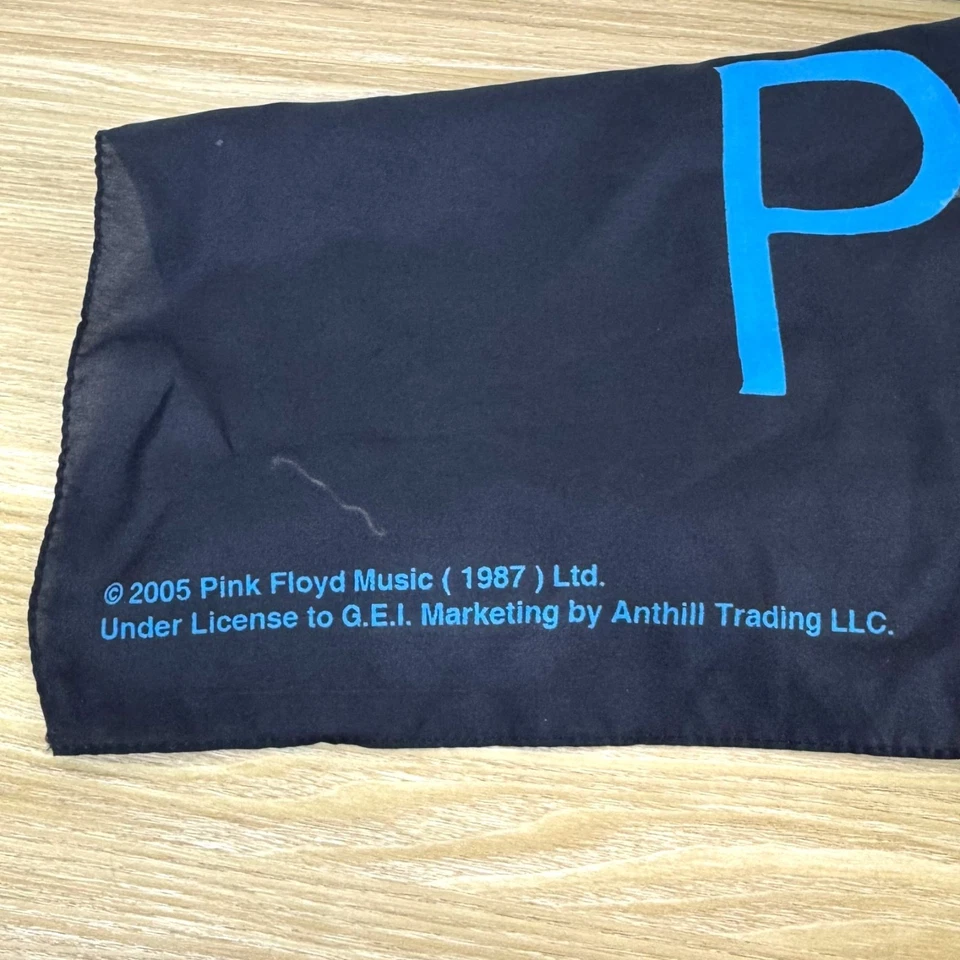 P
© 2005 Pink Floyd Music ( 1987 ) Ltd.
Under License to G.E.I. Marketing by Anthill Trading LLC.